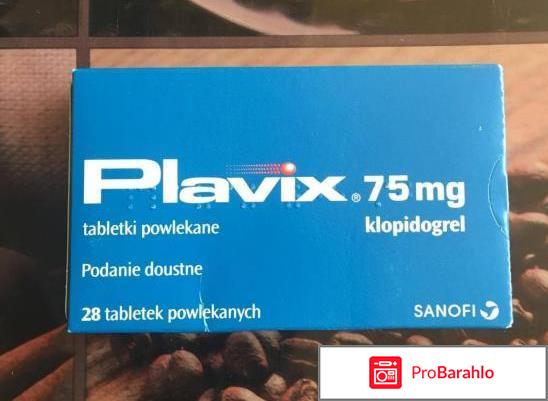 Plavix® 75 mg
tabletki powlekane
klopidogrel
Podanie doustne
28 tabletek powlekanych
SANOFI
ProBarahlo